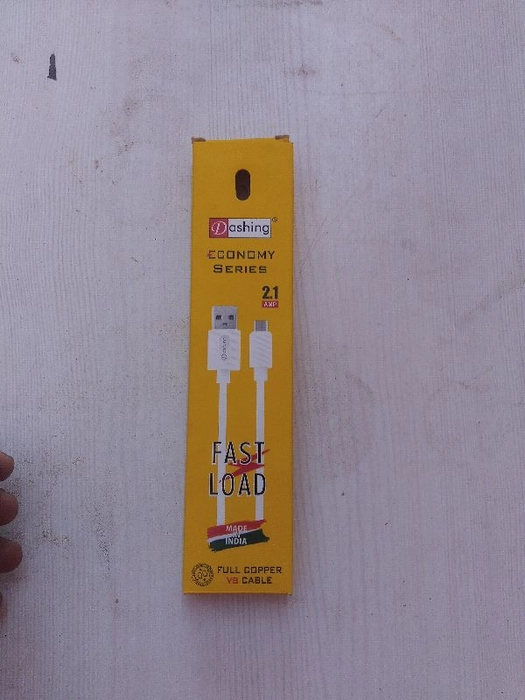 Dashing
ECONOMY
SERIES
2.1
AMP
FAST
LOAD
MADE
IN
INDIA
FULL COPPER
V8 CABLE